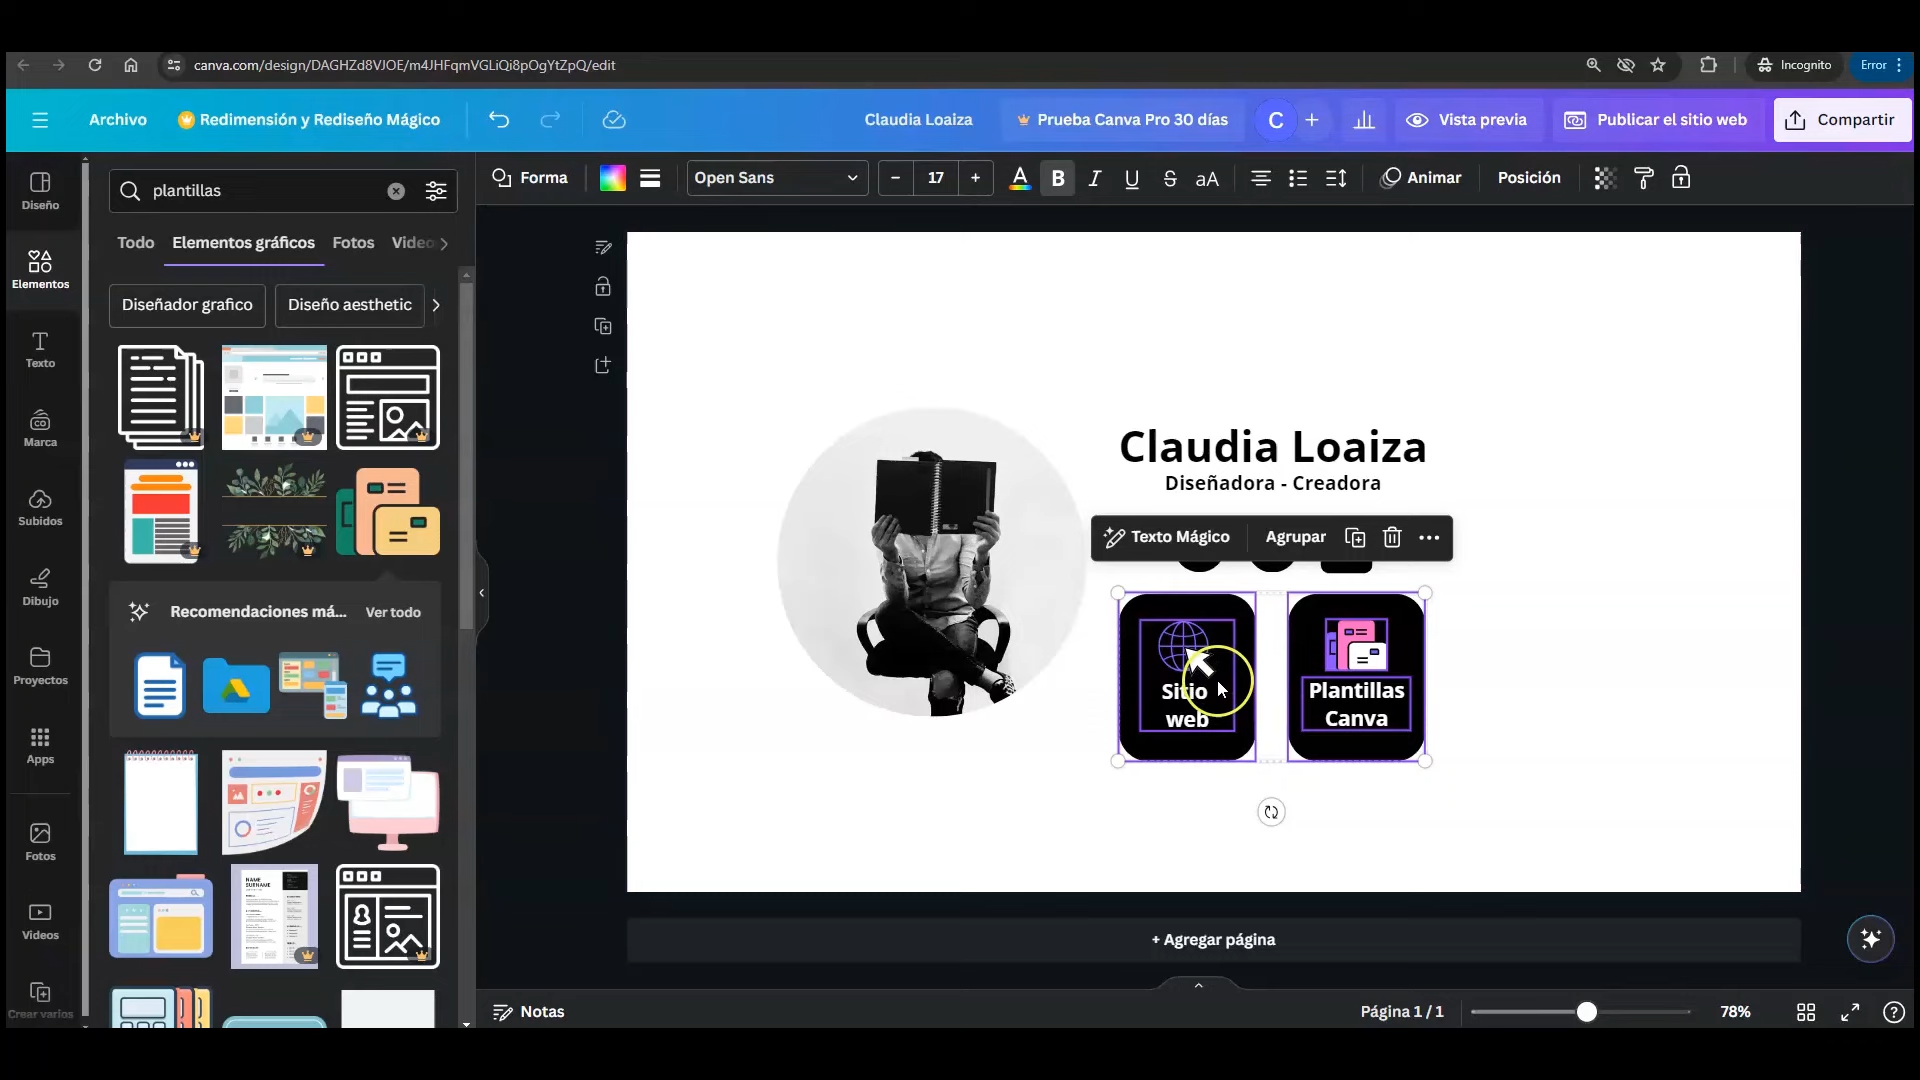 canva.com/design/DAGHZd8VJOE/m4JHFqmVGLiQi8pOgYtZpQ/edit
Incognito
Error
Archivo
Redimensión y Rediseño Mágico
Claudia Loaiza
Prueba Canva Pro 30 días
C
Vista previa
Publicar el sitio web
Compartir
Diseño
Elementos
Texto
Marca
Subidos
Dibujo
Proyectos
Apps
Fotos
Videos
Crear varios
plantillas
Todo
Elementos gráficos
Fotos
Video
Diseñador grafico
Diseño aesthetic
Recomendaciones má...
Ver todo
NAME
SURNAME
Forma
Open Sans
17
A
B
I
U
S
aA
Animar
Posición
Claudia Loaiza
Diseñadora - Creadora
Texto Mágico
Agrupar
Sitio
web
Plantillas
Canva
+ Agregar página
Notas
Página 1 / 1
78%